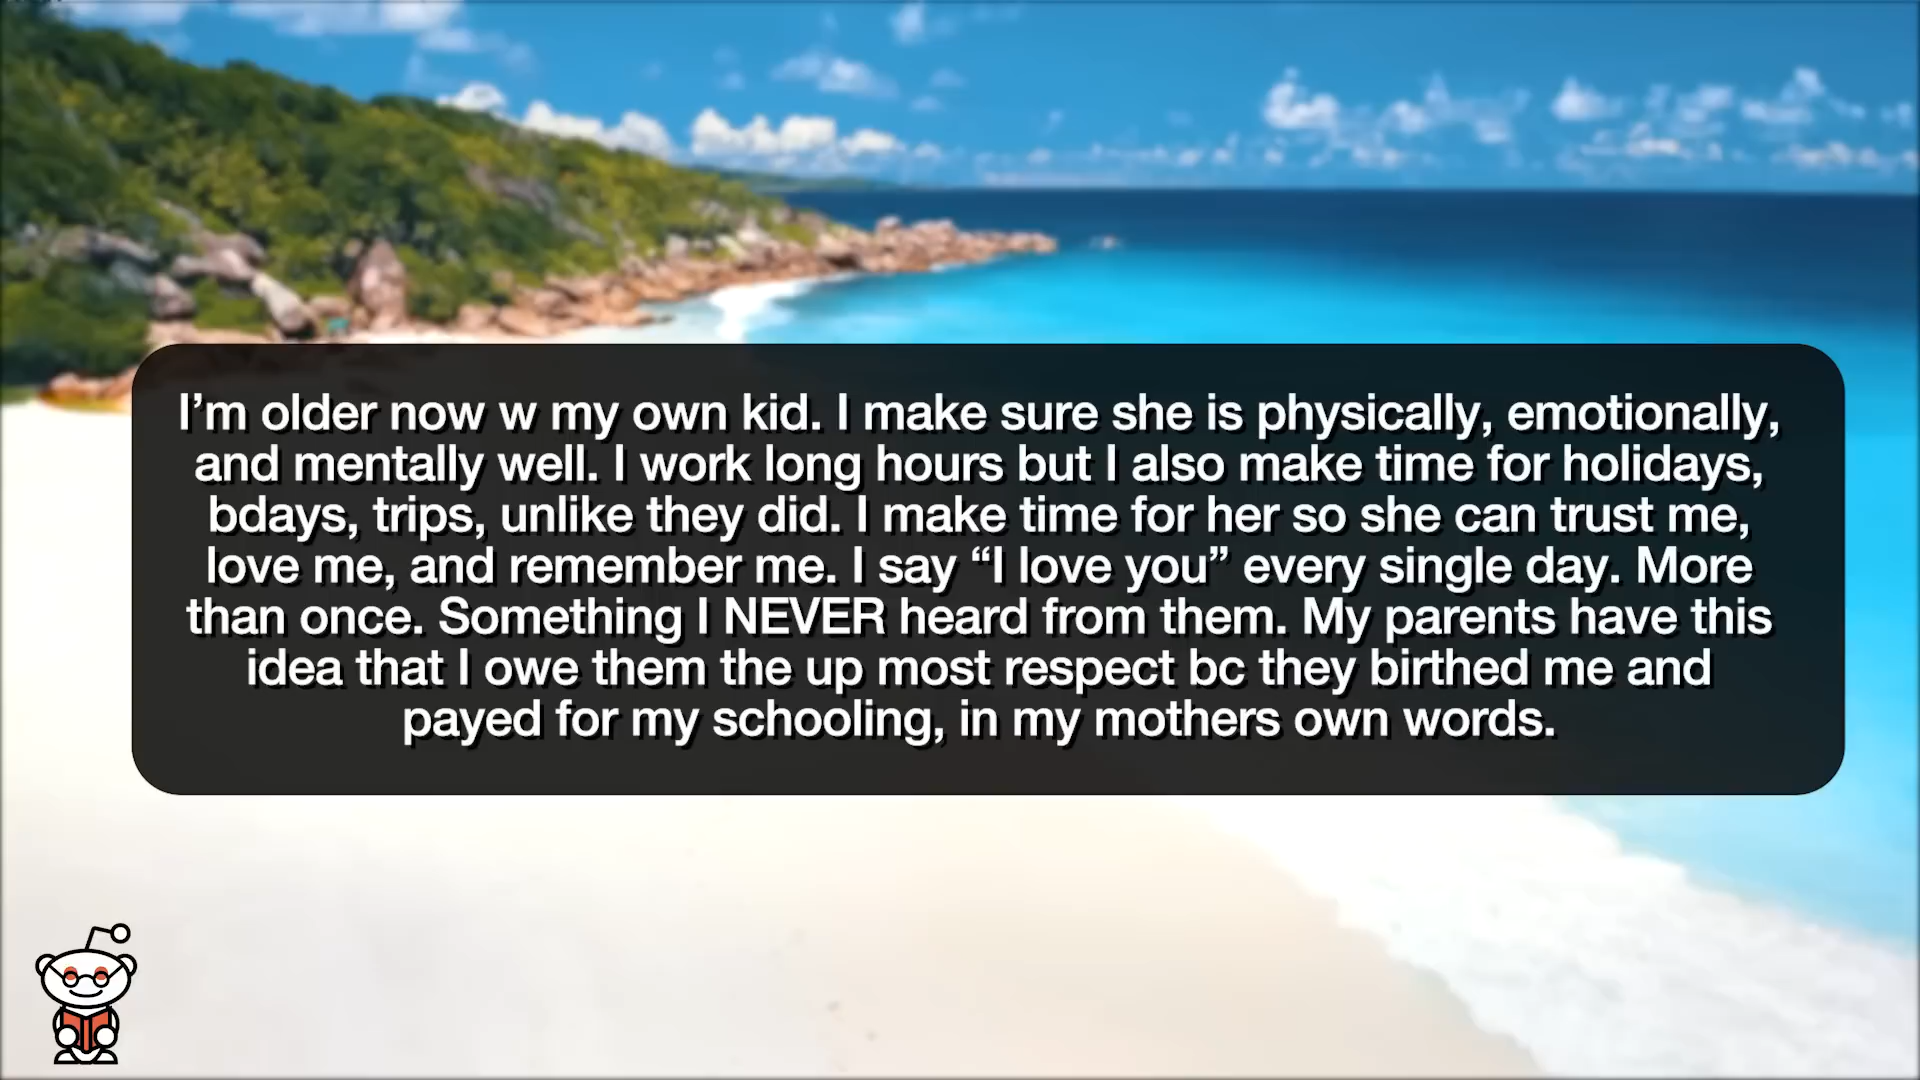 I’m older now w my own kid. I make sure she is physically, emotionally,
and mentally well. I work long hours but I also make time for holidays,
bdays, trips, unlike they did. I make time for her so she can trust me,
love me, and remember me. I say “I love you” every single day. More
than once. Something I NEVER heard from them. My parents have this
idea that I owe them the up most respect bc they birthed me and
payed for my schooling, in my mothers own words.